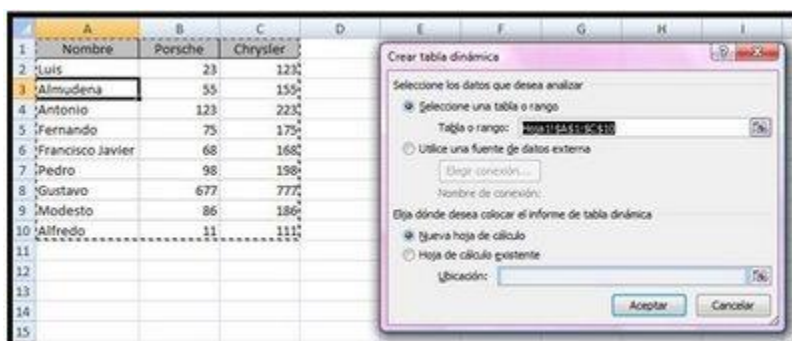 A B C D E F G H I
1 Nombre Porsche Chrysler
2 Luis 23 123
3 Almudena 55 155
4 Antonio 123 223
5 Fernando 75 175
6 Francisco Javier 68 168
7 Pedro 98 198
8 Gustavo 677 777
9 Modesto 86 186
10 Alfredo 11 111
11
12
13
14
15
Crear tabla dinámica
Seleccione los datos que desea analizar
Seleccione una tabla o rango
Tabla o rango: Hoja1!$A$1:$C$10
Utilice una fuente de datos externa
Elegir conexión...
Nombre de conexión:
Elija dónde desea colocar el informe de tabla dinámica
Nueva hoja de cálculo
Hoja de cálculo existente
Ubicación:
Aceptar Cancelar